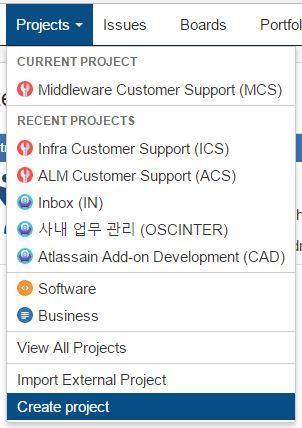 Projects Issues Boards Portfol
CURRENT PROJECT
Middleware Customer Support (MCS)
RECENT PROJECTS
Infra Customer Support (ICS)
ALM Customer Support (ACS)
Inbox (IN)
사내 업무 관리 (OSCINTER)
Atlassain Add-on Development (CAD)
Software
Business
View All Projects
Import External Project
Create project